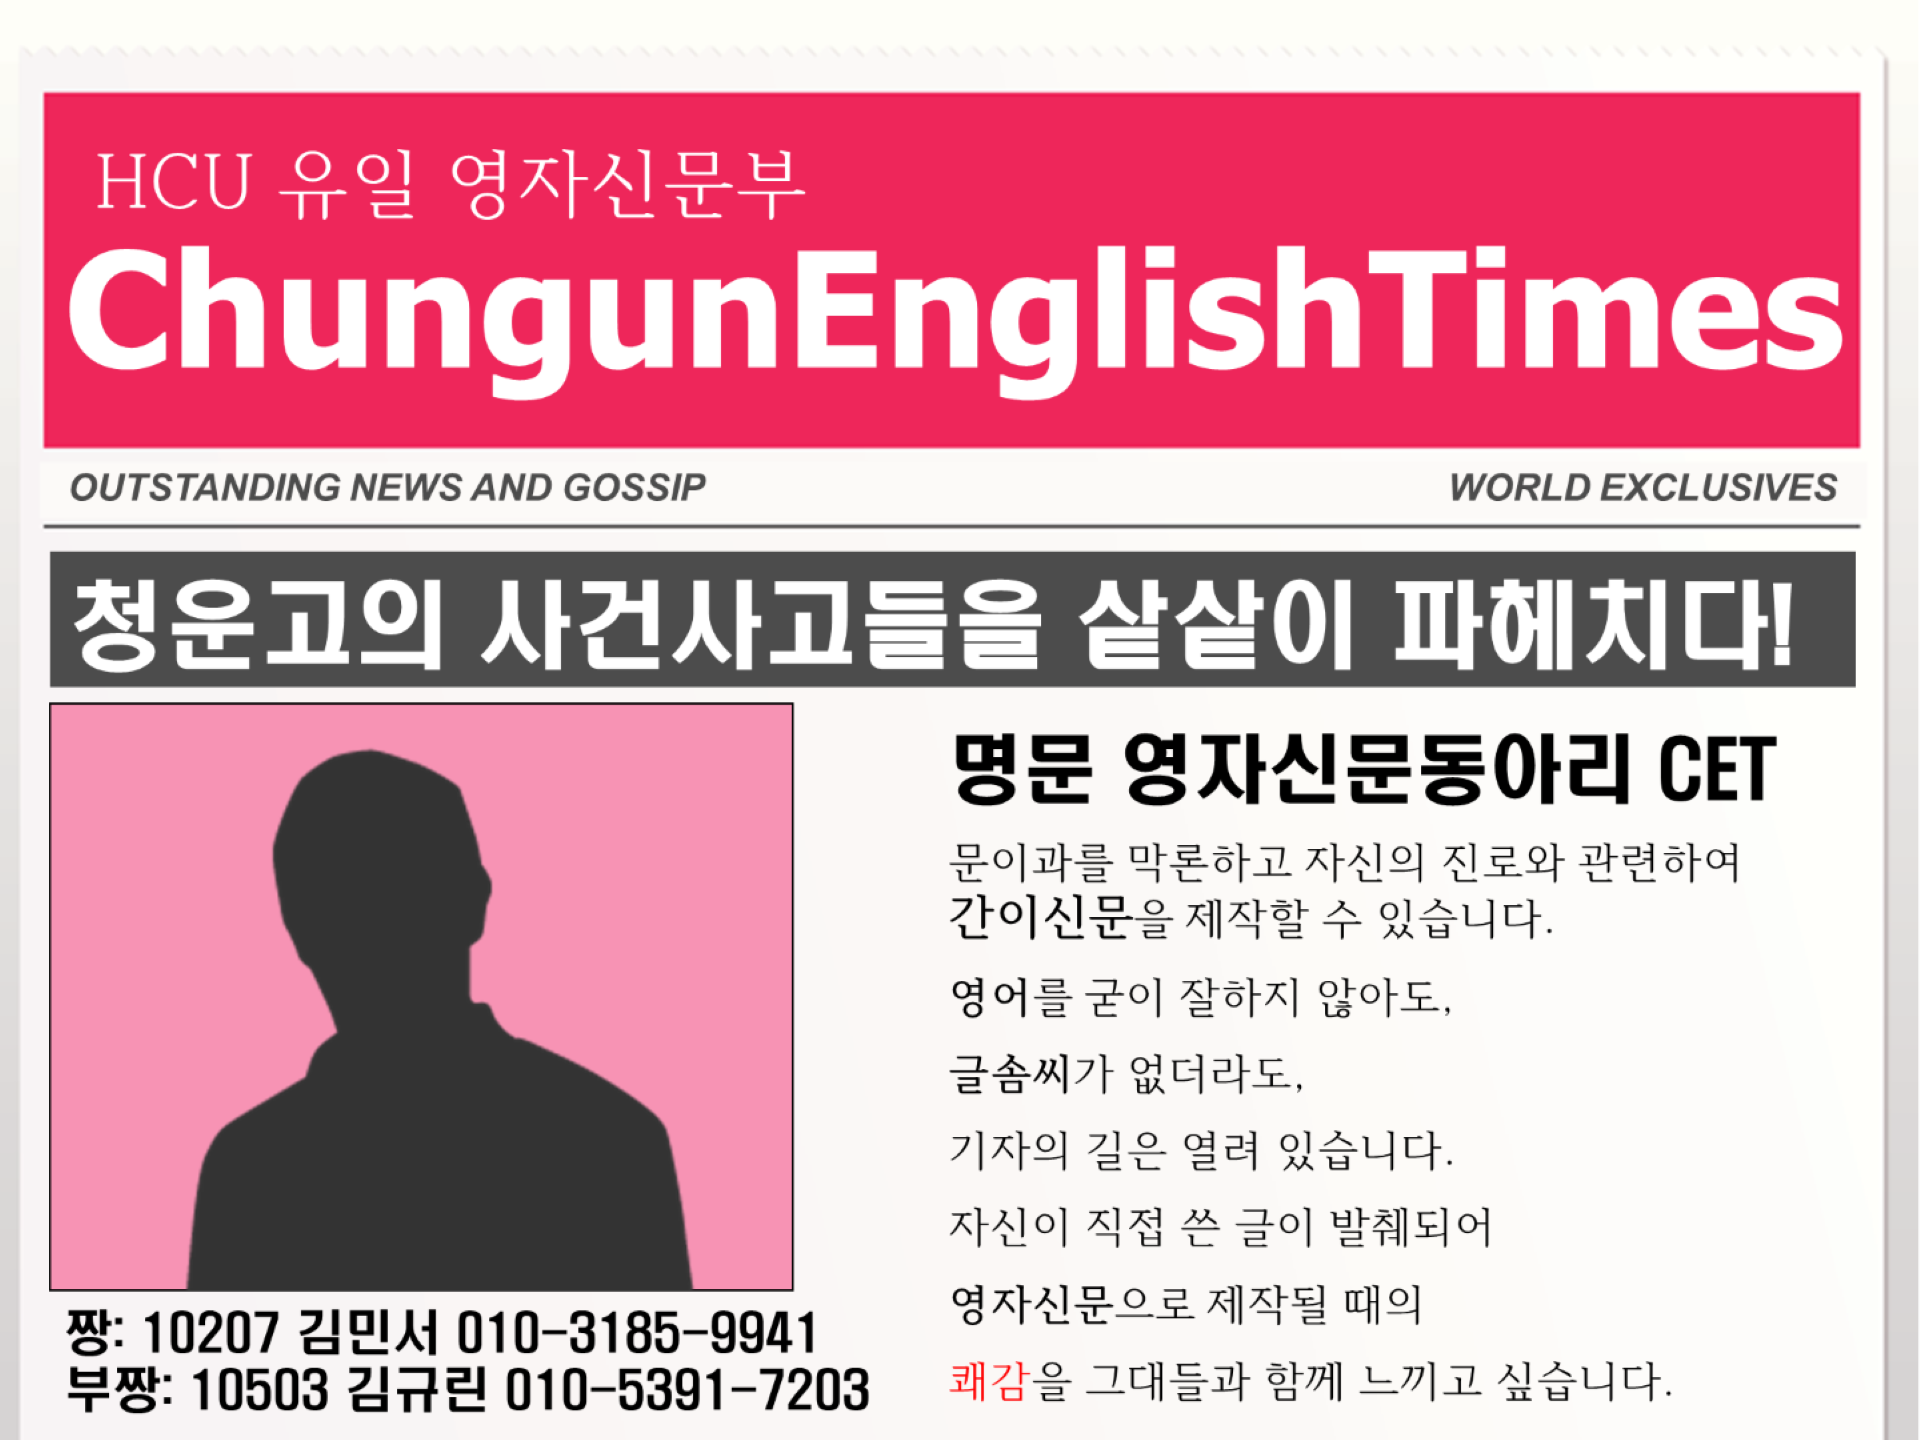 HCU 유일 영자신문부
ChungunEnglishTimes
OUTSTANDING NEWS AND GOSSIP
WORLD EXCLUSIVES
청운고의 사건사고들을 샅샅이 파헤치다!
명문 영자신문동아리 CET
문이과를 막론하고 자신의 진로와 관련하여
간이신문을 제작할 수 있습니다.
영어를 굳이 잘하지 않아도,
글솜씨가 없더라도,
기자의 길은 열려 있습니다.
자신이 직접 쓴 글이 발췌되어
영자신문으로 제작될 때의
쾌감을 그대들과 함께 느끼고 싶습니다.
짱: 10207 김민서 010-3185-9941
부짱: 10503 김규린 010-5391-7203